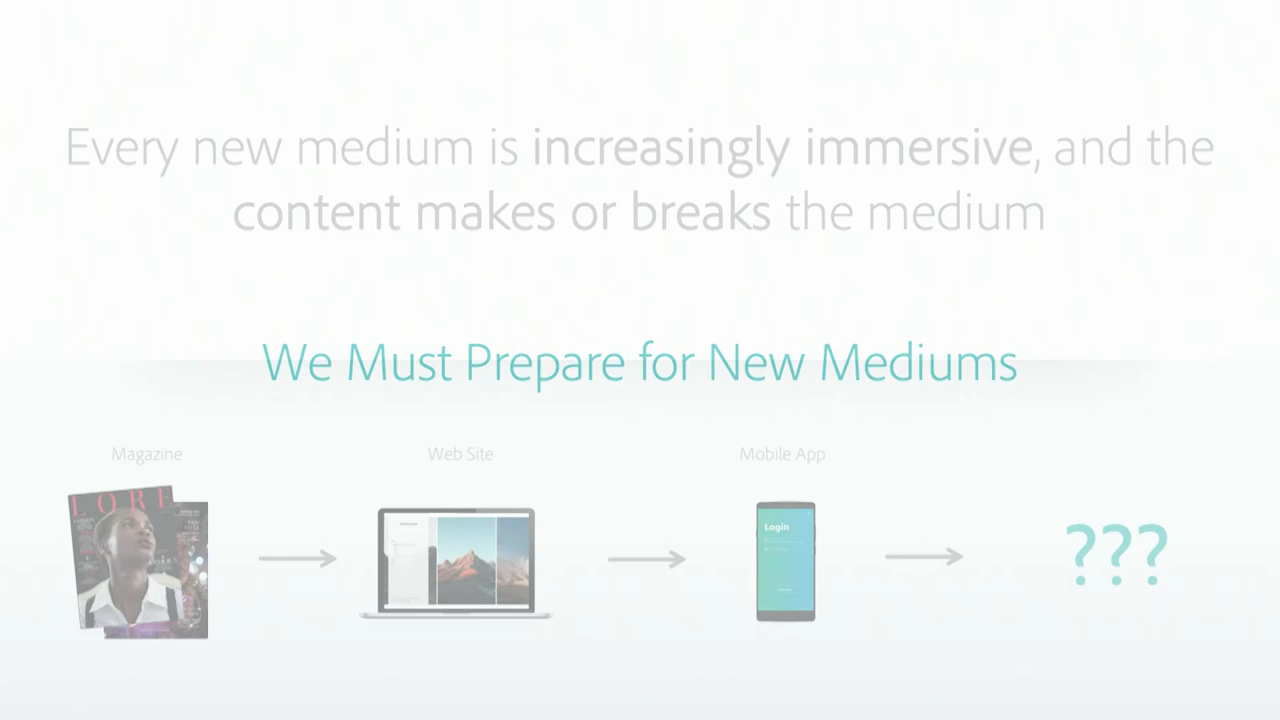 Every new medium is increasingly immersive, and the
content makes or breaks the medium
We Must Prepare for New Mediums
Magazine
Web Site
Mobile App
LORE
Login
???